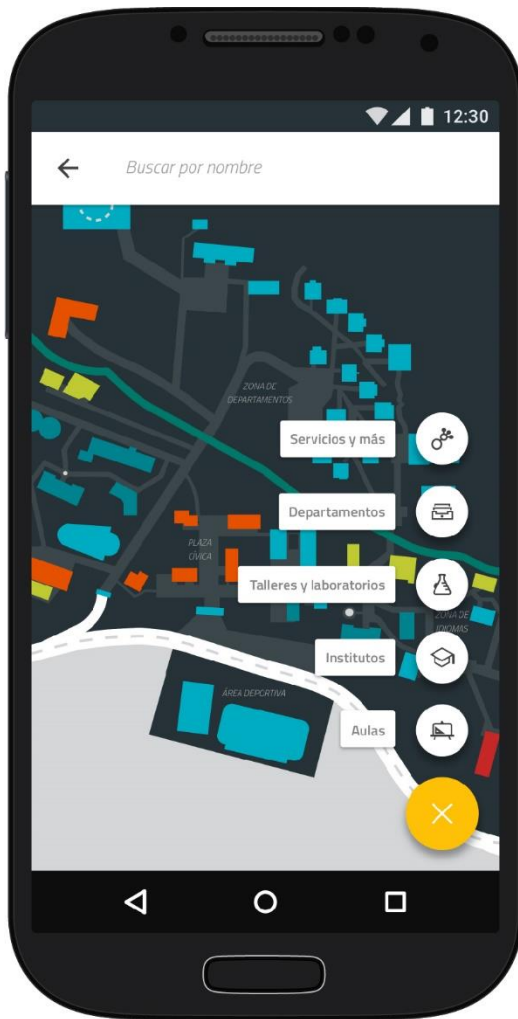 12:30
Buscar por nombre
ZONA DC
DEPARTAMENTOS
Servicios y más
Departamentos
PLAZA
CÍVICA
Talleres y laboratorios
ZONA DE
IDIOMAS
Institutos
ÁREA DEPORTIVA
Aulas